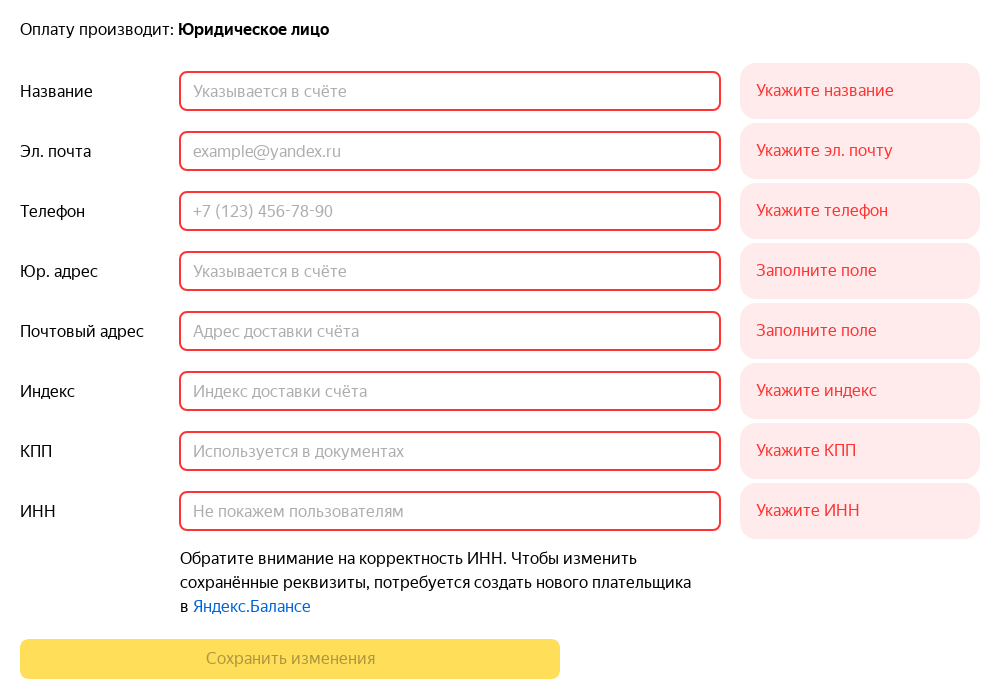 Оплату производит: Юридическое лицо
Название
Указывается в счёте
Укажите название
Эл. почта
example@yandex.ru
Укажите эл. почту
Телефон
+7 (123) 456-78-90
Укажите телефон
Юр. адрес
Указывается в счёте
Заполните поле
Почтовый адрес
Адрес доставки счёта
Заполните поле
Индекс
Индекс доставки счёта
Укажите индекс
КПП
Используется в документах
Укажите КПП
ИНН
Не покажем пользователям
Укажите ИНН
Обратите внимание на корректность ИНН. Чтобы изменить
сохранённые реквизиты, потребуется создать нового плательщика
в Яндекс.Балансе
Сохранить изменения